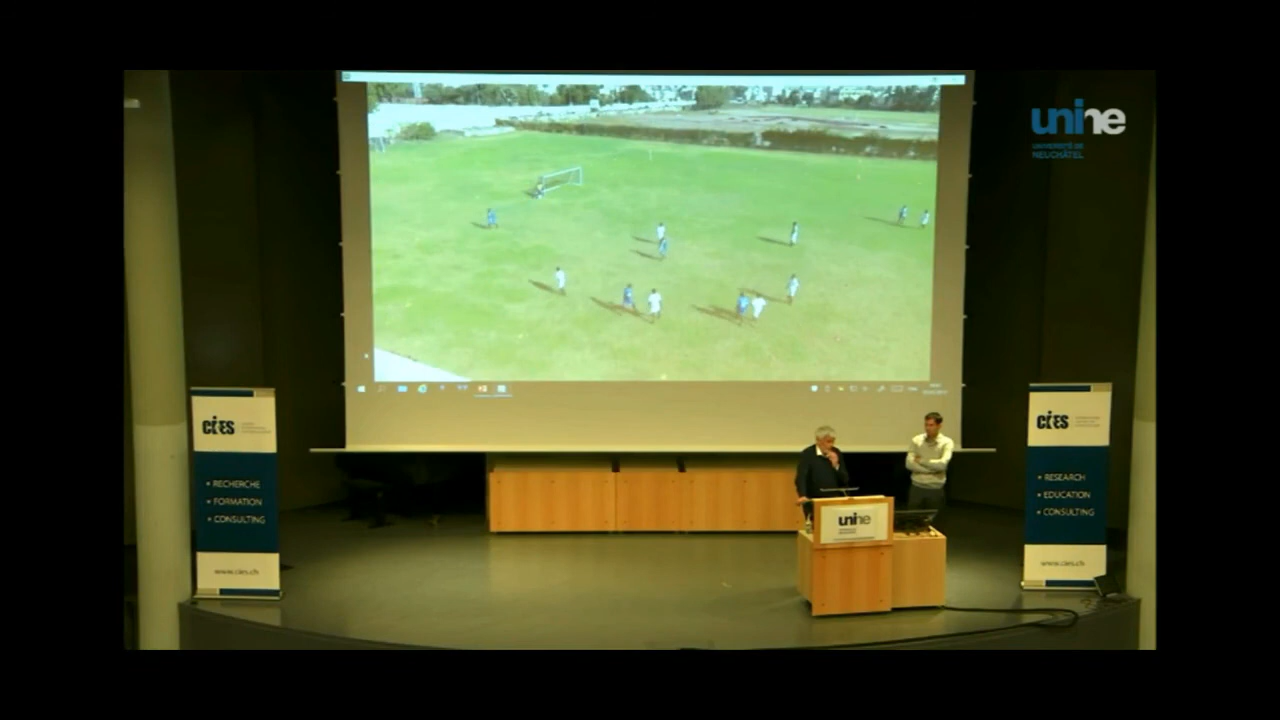 unine
UNIVERSITÉ DE
NEUCHÂTEL
CIES
• RECHERCHE
• FORMATION
• CONSULTING
www.cies.ch
unine
CIES
• RESEARCH
• EDUCATION
• CONSULTING
www.cies.ch